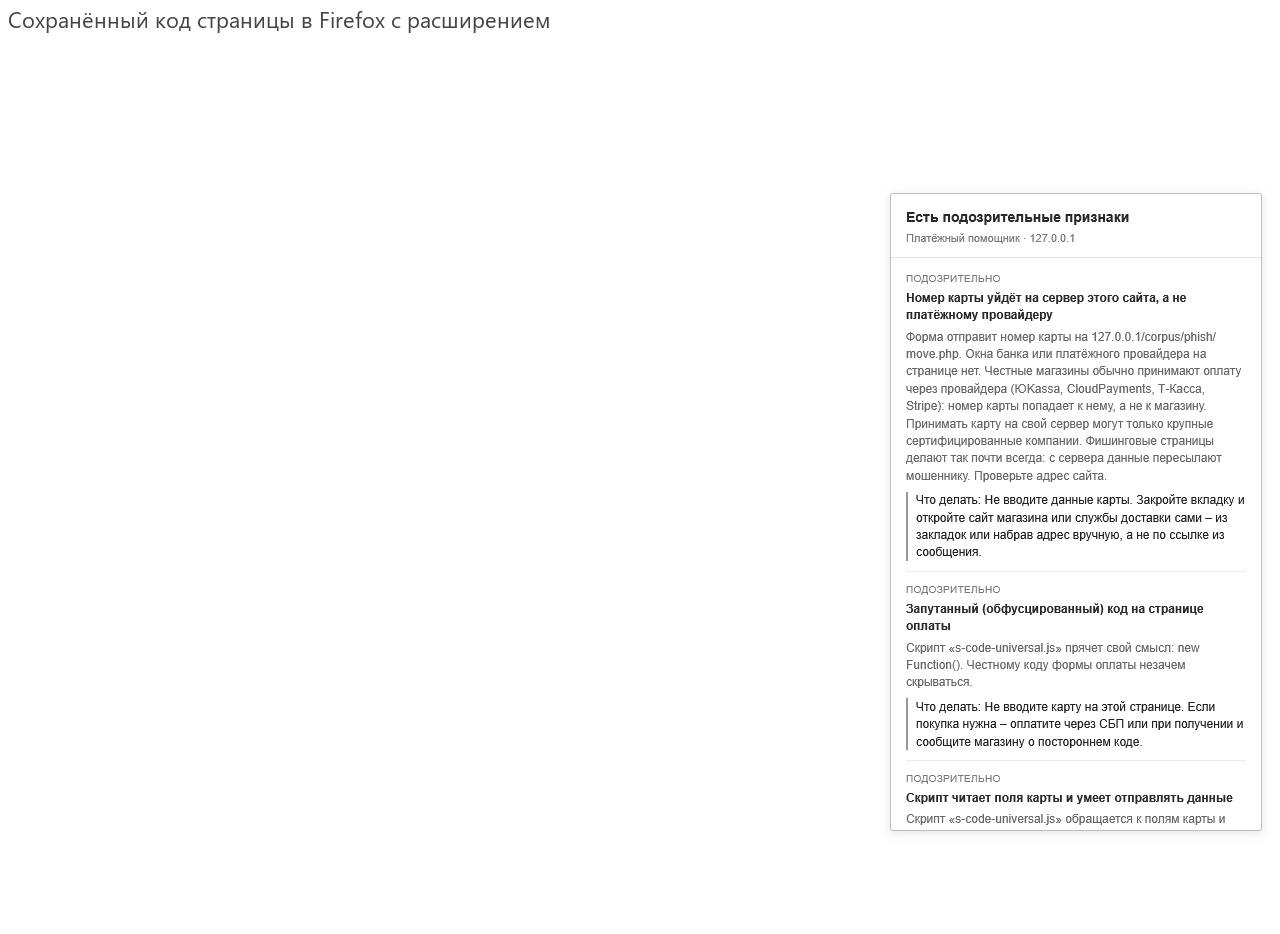 Сохранённый код страницы в Firefox с расширением
Есть подозрительные признаки
Платёжный помощник · 127.0.0.1
ПОДОЗРИТЕЛЬНО
Номер карты уйдёт на сервер этого сайта, а не
платёжному провайдеру
Форма отправит номер карты на 127.0.0.1/corpus/phish/
move.php. Окна банка или платёжного провайдера на
странице нет. Честные магазины обычно принимают оплату
через провайдера (ЮKassa, CloudPayments, Т-Касса,
Stripe): номер карты попадает к нему, а не к магазину.
Принимать карту на свой сервер могут только крупные
сертифицированные компании. Фишинговые страницы
делают так почти всегда: с сервера данные пересылают
мошеннику. Проверьте адрес сайта.
Что делать: Не вводите данные карты. Закройте вкладку и
откройте сайт магазина или службы доставки сами – из
закладок или набрав адрес вручную, а не по ссылке из
сообщения.
ПОДОЗРИТЕЛЬНО
Запутанный (обфусцированный) код на странице
оплаты
Скрипт «s-code-universal.js» прячет свой смысл: new
Function(). Честному коду формы оплаты незачем
скрываться.
Что делать: Не вводите карту на этой странице. Если
покупка нужна – оплатите через СБП или при получении и
сообщите магазину о постороннем коде.
ПОДОЗРИТЕЛЬНО
Скрипт читает поля карты и умеет отправлять данные
Скрипт «s-code-universal.js» обращается к полям карты и